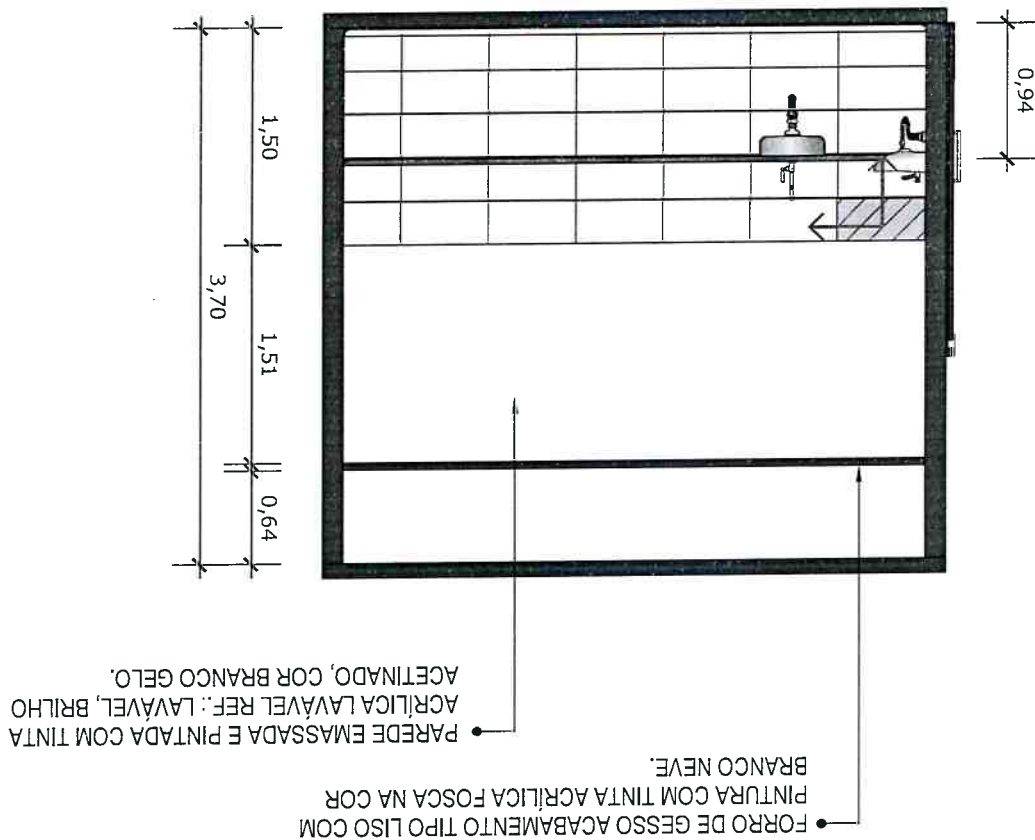 FORRO DE GESSO ACABAMENTO TIPO LISO COM
PINTURA COM TINTA ACRÍLICA FOSCA NA COR
BRANCO NEVE.
PAREDE EMASSADA E PINTADA COM TINTA
ACRÍLICA LAVÁVEL REF.: LAVÁVEL, BRILHO
ACETINADO, COR BRANCO GELO.
0,64
1,51
3,70
1,50
0,94